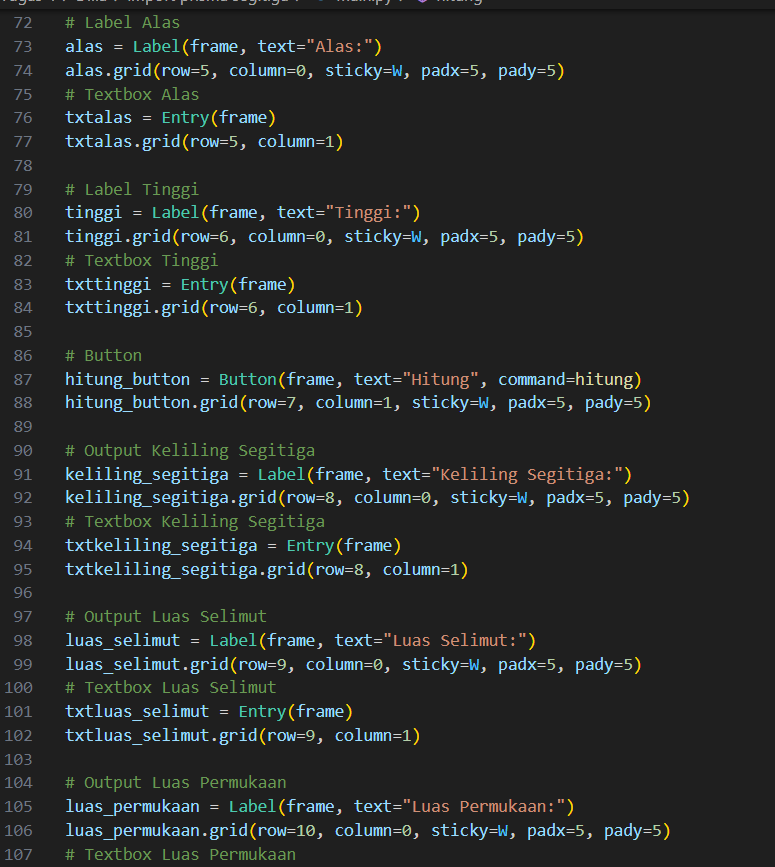 72 # Label Alas
73 alas = Label(frame, text="Alas:")
74 alas.grid(row=5, column=0, sticky=W, padx=5, pady=5)
75 # Textbox Alas
76 txtalas = Entry(frame)
77 txtalas.grid(row=5, column=1)
78
79 # Label Tinggi
80 tinggi = Label(frame, text="Tinggi:")
81 tinggi.grid(row=6, column=0, sticky=W, padx=5, pady=5)
82 # Textbox Tinggi
83 txttinggi = Entry(frame)
84 txttinggi.grid(row=6, column=1)
85
86 # Button
87 hitung_button = Button(frame, text="Hitung", command=hitung)
88 hitung_button.grid(row=7, column=1, sticky=W, padx=5, pady=5)
89
90 # Output Keliling Segitiga
91 keliling_segitiga = Label(frame, text="Keliling Segitiga:")
92 keliling_segitiga.grid(row=8, column=0, sticky=W, padx=5, pady=5)
93 # Textbox Keliling Segitiga
94 txtkeliling_segitiga = Entry(frame)
95 txtkeliling_segitiga.grid(row=8, column=1)
96
97 # Output Luas Selimut
98 luas_selimut = Label(frame, text="Luas Selimut:")
99 luas_selimut.grid(row=9, column=0, sticky=W, padx=5, pady=5)
100 # Textbox Luas Selimut
101 txtluas_selimut = Entry(frame)
102 txtluas_selimut.grid(row=9, column=1)
103
104 # Output Luas Permukaan
105 luas_permukaan = Label(frame, text="Luas Permukaan:")
106 luas_permukaan.grid(row=10, column=0, sticky=W, padx=5, pady=5)
107 # Textbox Luas Permukaan